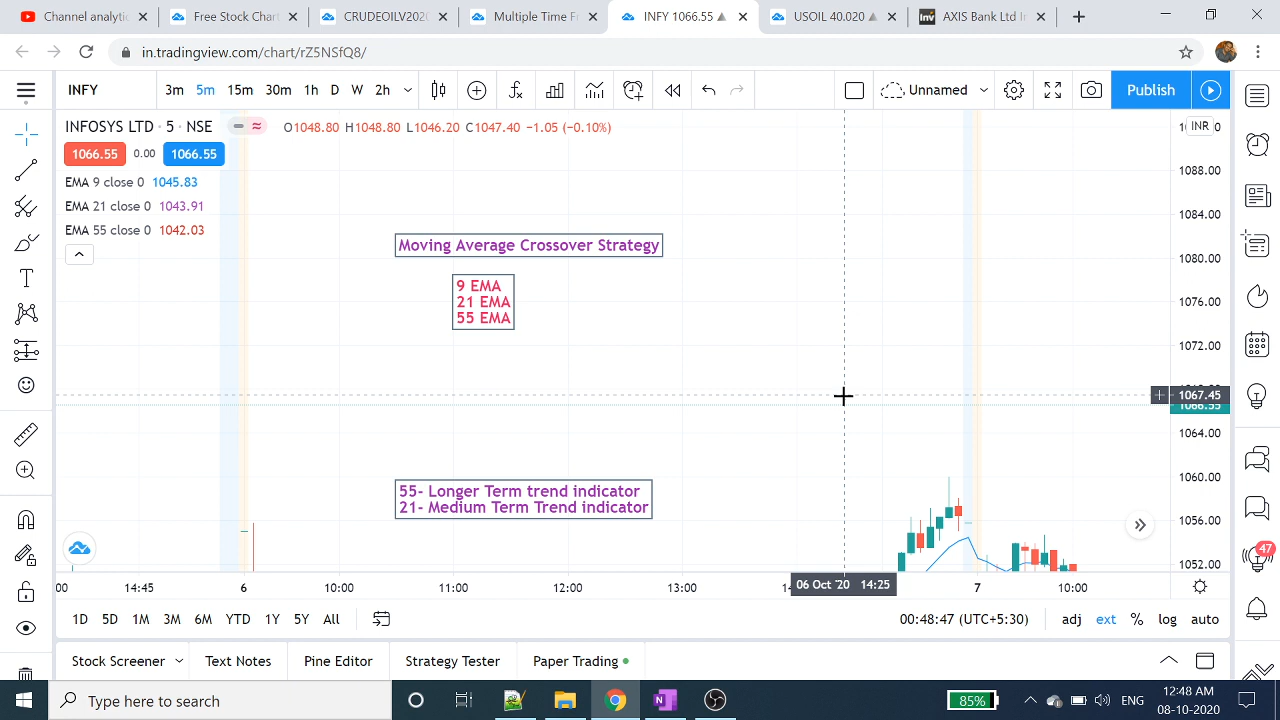 Channel analytic
Free Stock Chart
CRUDEOILM2020
Multiple Time Fr
INFY 1066.55 ▲
USOIL 40.020 ▲
Inv
AXIS Bank Ltd In
in.tradingview.com/chart/rZ5NSfQ8/
INFY
3m 5m 15m 30m 1h D W 2h
Unnamed
Publish
INFOSYS LTD · 5 · NSE
O1048.80 H1048.80 L1046.20 C1047.40 −1.05 (−0.10%)
INR
1066.55 0.00 1066.55
EMA 9 close 0 1045.83
EMA 21 close 0 1043.91
EMA 55 close 0 1042.03
Moving Average Crossover Strategy
9 EMA
21 EMA
55 EMA
55- Longer Term trend indicator
21- Medium Term Trend indicator
1088.00
1084.00
1080.00
1076.00
1072.00
1067.45
1066.55
1064.00
1060.00
1056.00
1052.00
47
14:45 6 10:00 11:00 12:00 13:00 06 Oct '20 14:25 7 10:00
1D 5D 1M 3M 6M YTD 1Y 5Y All
00:48:47 (UTC+5:30)
adj ext % log auto
Stock Screener
Text Notes
Pine Editor
Strategy Tester
Paper Trading
Type here to search
85%
ENG
12:48 AM
08-10-2020